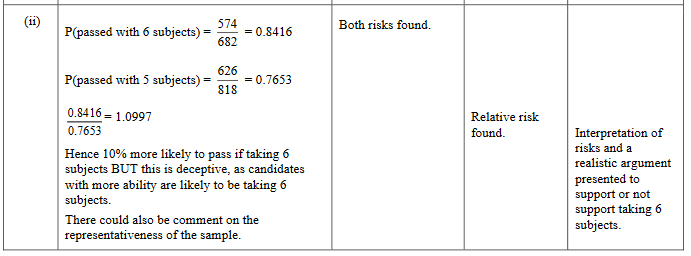 (ii)
P(passed with 6 subjects) = 574/682 = 0.8416
P(passed with 5 subjects) = 626/818 = 0.7653
0.8416/0.7653 = 1.0997
Hence 10% more likely to pass if taking 6
subjects BUT this is deceptive, as candidates
with more ability are likely to be taking 6
subjects.
There could also be comment on the
representativeness of the sample.
Both risks found.
Relative risk
found.
Interpretation of
risks and a
realistic argument
presented to
support or not
support taking 6
subjects.